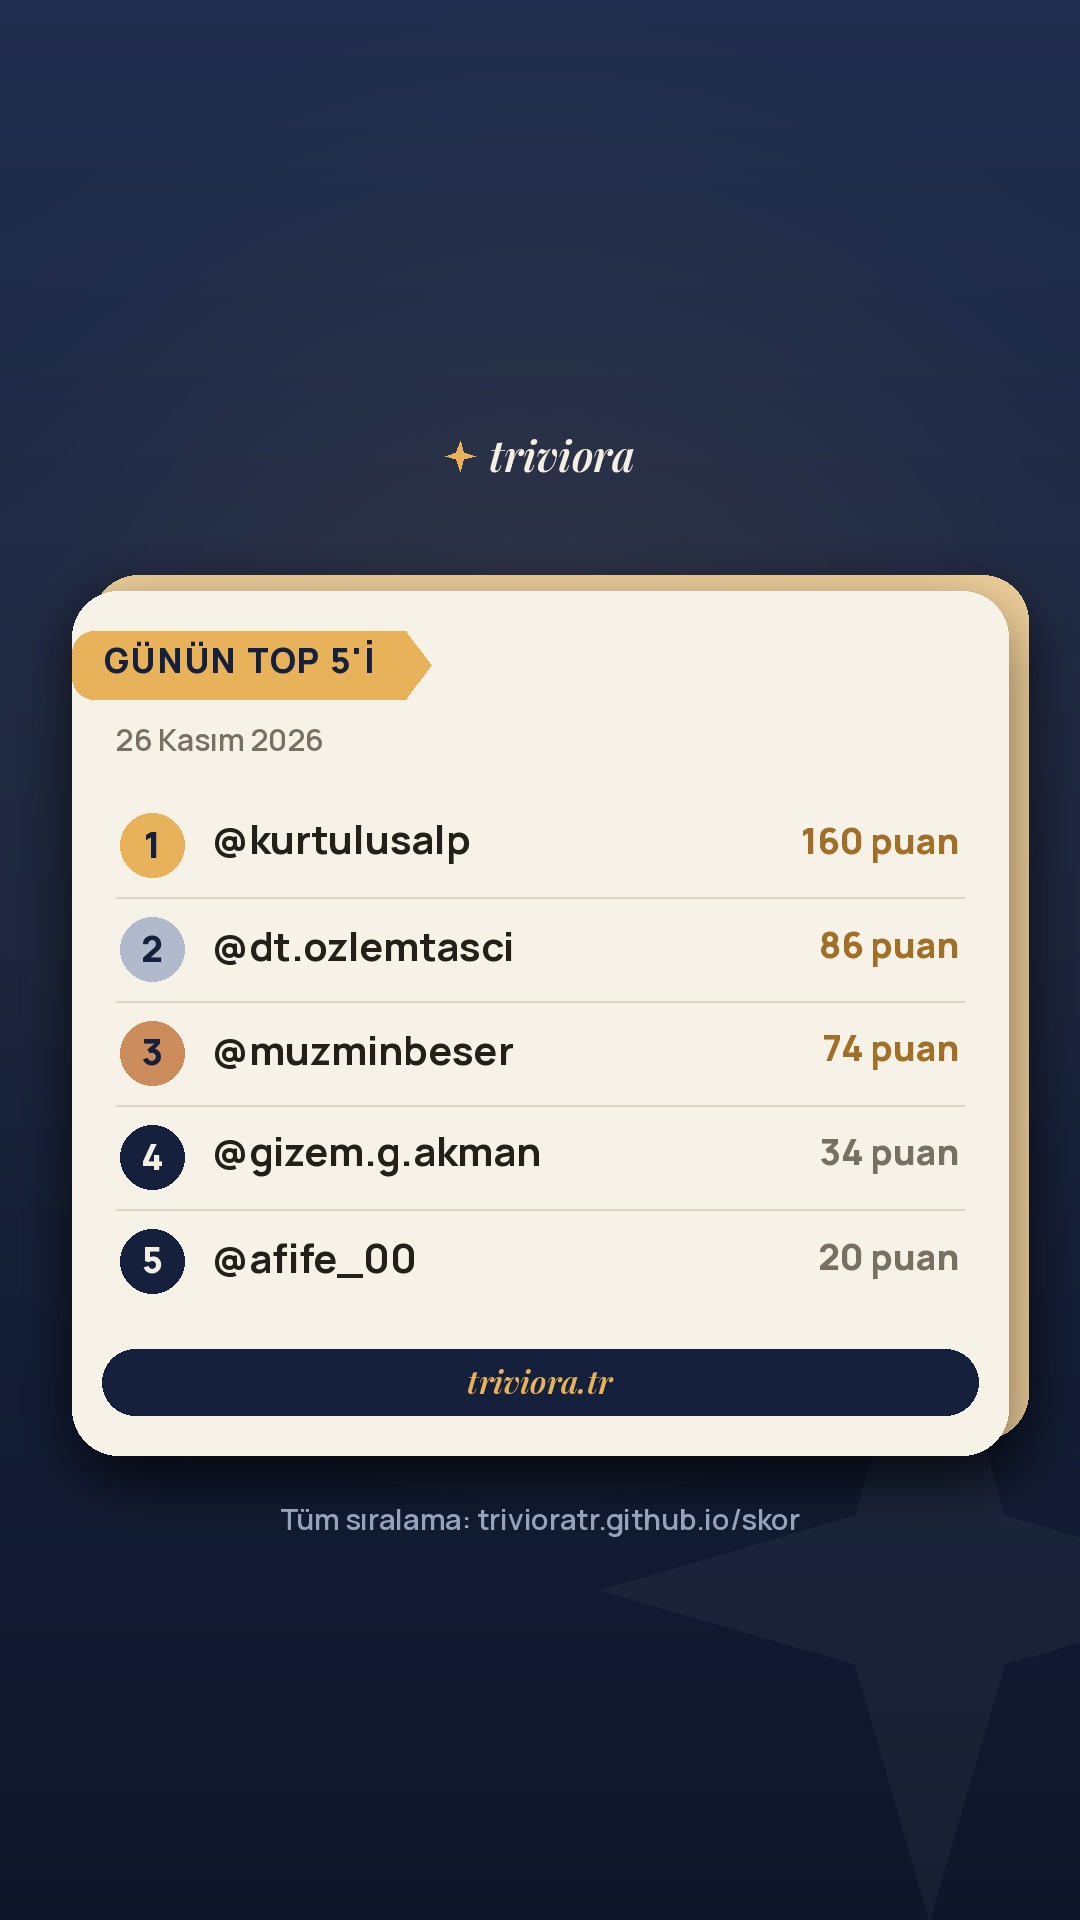 triviora
GÜNÜN TOP 5'İ
26 Kasım 2026
1 @kurtulusalp 160 puan
2 @dt.ozlemtasci 86 puan
3 @muzminbeser 74 puan
4 @gizem.g.akman 34 puan
5 @afife_00 20 puan
triviora.tr
Tüm sıralama: trivioratr.github.io/skor